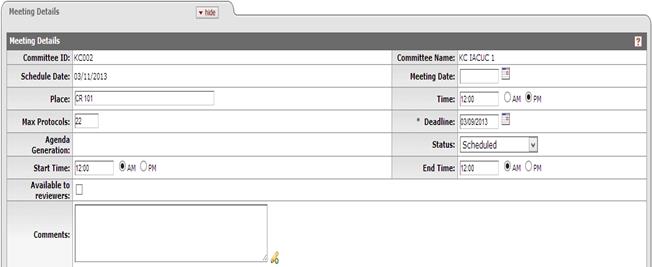 Meeting Details
▼ hide
Meeting Details ?
Committee ID: KC002 Committee Name: KC IACUC 1
Schedule Date: 03/11/2013 Meeting Date:
Place: CR 101 Time: 12:00 AM PM
Max Protocols: 22 * Deadline: 03/09/2013
Agenda Generation: Status: Scheduled
Start Time: 12:00 AM PM End Time: 12:00 AM PM
Available to reviewers:
Comments: